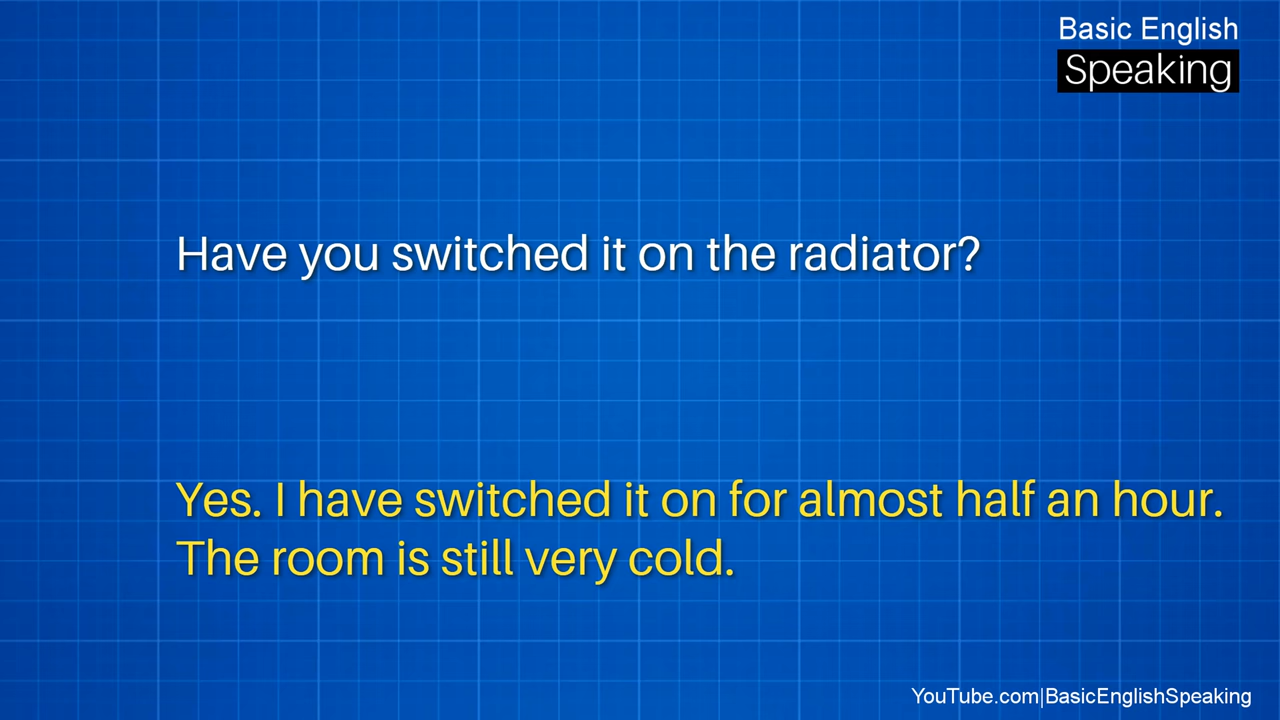 Basic English
Speaking
Have you switched it on the radiator?
Yes. I have switched it on for almost half an hour.
The room is still very cold.
YouTube.com|BasicEnglishSpeaking